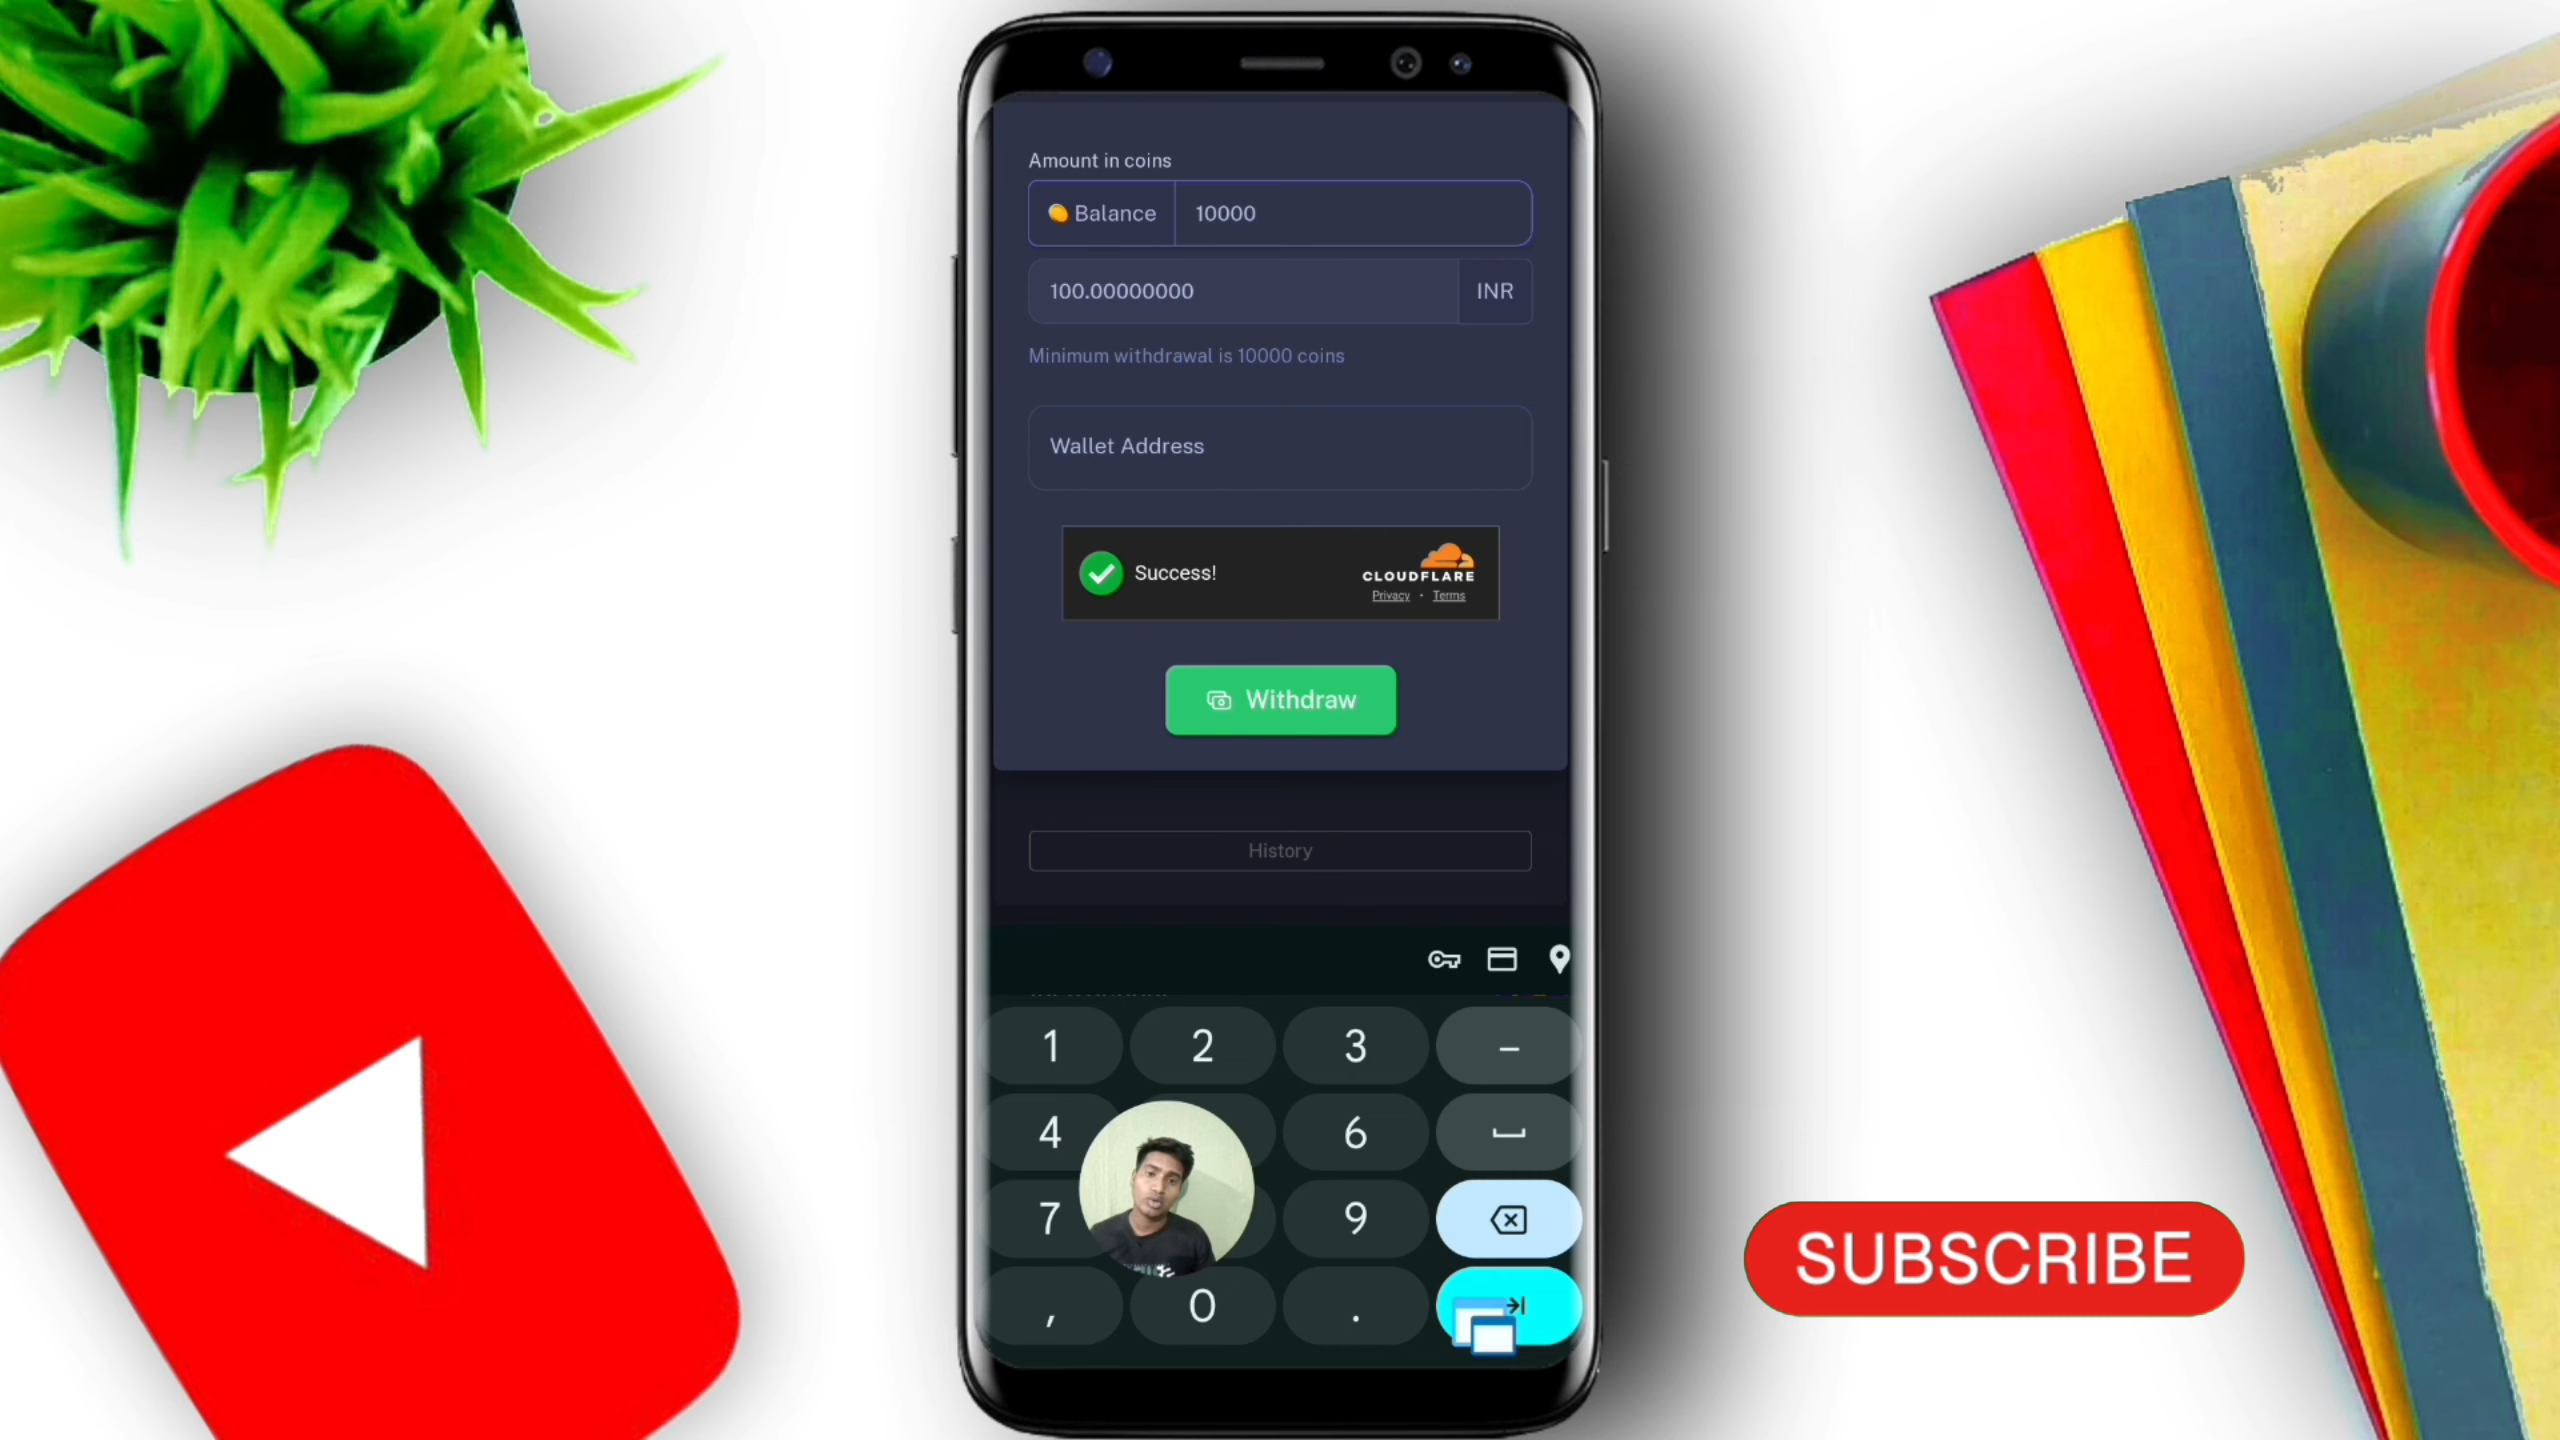 Amount in coins
Balance 10000
100.00000000 INR
Minimum withdrawal is 10000 coins
Wallet Address
Success!
CLOUDFLARE
Privacy • Terms
Withdraw
History
1 2 3 –
4 6
7 9
, 0 .
SUBSCRIBE